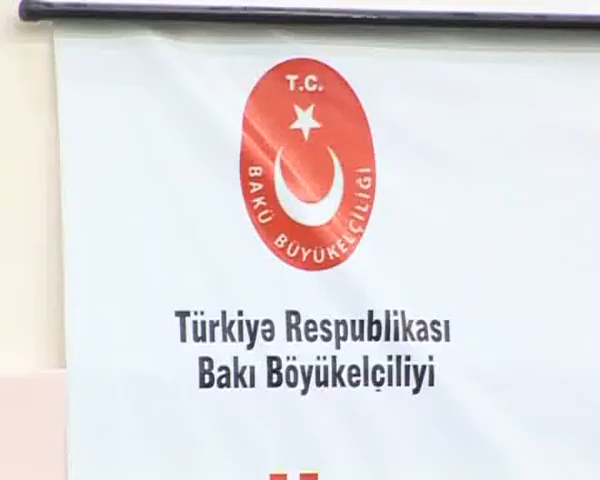 T.C.
BAKÜ BÜYÜKELÇİLİĞİ
Türkiyə Respublikası
Bakı Böyükelçiliyi